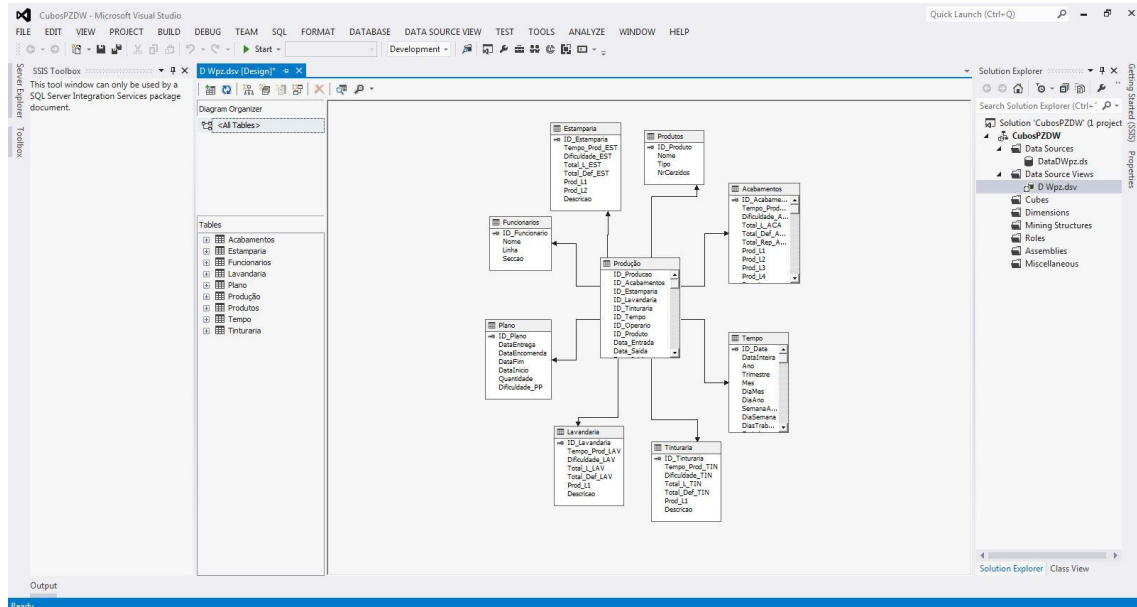 CubosPZDW - Microsoft Visual Studio
Quick Launch (Ctrl+Q)
FILE EDIT VIEW PROJECT BUILD DEBUG TEAM SQL FORMAT DATABASE DATA SOURCE VIEW TEST TOOLS ANALYZE WINDOW HELP
Start
Development
Server Explorer
Toolbox
SSIS Toolbox
This tool window can only be used by a
SQL Server Integration Services package
document.
D Wpz.dsv [Design]*
Diagram Organizer
<All Tables>
Tables
Acabamentos
Estamparia
Funcionarios
Lavandaria
Plano
Produção
Produtos
Tempo
Tinturaria
Estamparia
ID_Estamparia
Tempo_Prod_EST
Dificuldade_EST
Total_L_EST
Total_Def_EST
Prod_L1
Prod_L2
Descricao
Produtos
ID_Produto
Nome
Tipo
NrCerzidos
Acabamentos
ID_Acabame...
Tempo_Prod...
Dificuldade_A...
Total_L_ACA
Total_Def_A...
Total_Rep_A...
Prod_L1
Prod_L2
Prod_L3
Prod_L4
Funcionarios
ID_Funcionario
Nome
Linha
Seccao
Produção
ID_Producao
ID_Acabamentos
ID_Estamparia
ID_Lavandaria
ID_Tinturaria
ID_Tempo
ID_Operario
ID_Produto
Data_Entrada
Data_Saida
Plano
ID_Plano
DataEntrega
DataEncomenda
DataFim
DataInicio
Quantidade
Dificuldade_PP
Tempo
ID_Data
DataInteira
Ano
Trimestre
Mes
DiaMes
DiaAno
SemanaA...
DiaSemana
DiasTrab...
Lavandaria
ID_Lavandaria
Tempo_Prod_LAV
Dificuldade_LAV
Total_L_LAV
Total_Def_LAV
Prod_L1
Descricao
Tinturaria
ID_Tinturaria
Tempo_Prod_TIN
Dificuldade_TIN
Total_L_TIN
Total_Def_TIN
Prod_L1
Descricao
Solution Explorer
Search Solution Explorer (Ctrl+
Solution 'CubosPZDW' (1 project
CubosPZDW
Data Sources
DataDWpz.ds
Data Source Views
D Wpz.dsv
Cubes
Dimensions
Mining Structures
Roles
Assemblies
Miscellaneous
Solution Explorer Class View
Getting Started (SSIS)
Properties
Output
Ready